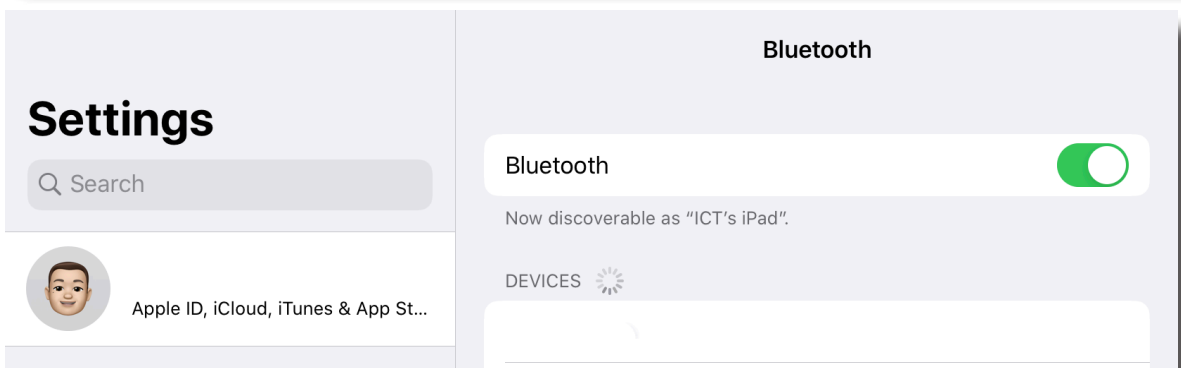 Settings
Search
Apple ID, iCloud, iTunes & App St...
Bluetooth
Bluetooth
Now discoverable as “ICT’s iPad”.
DEVICES